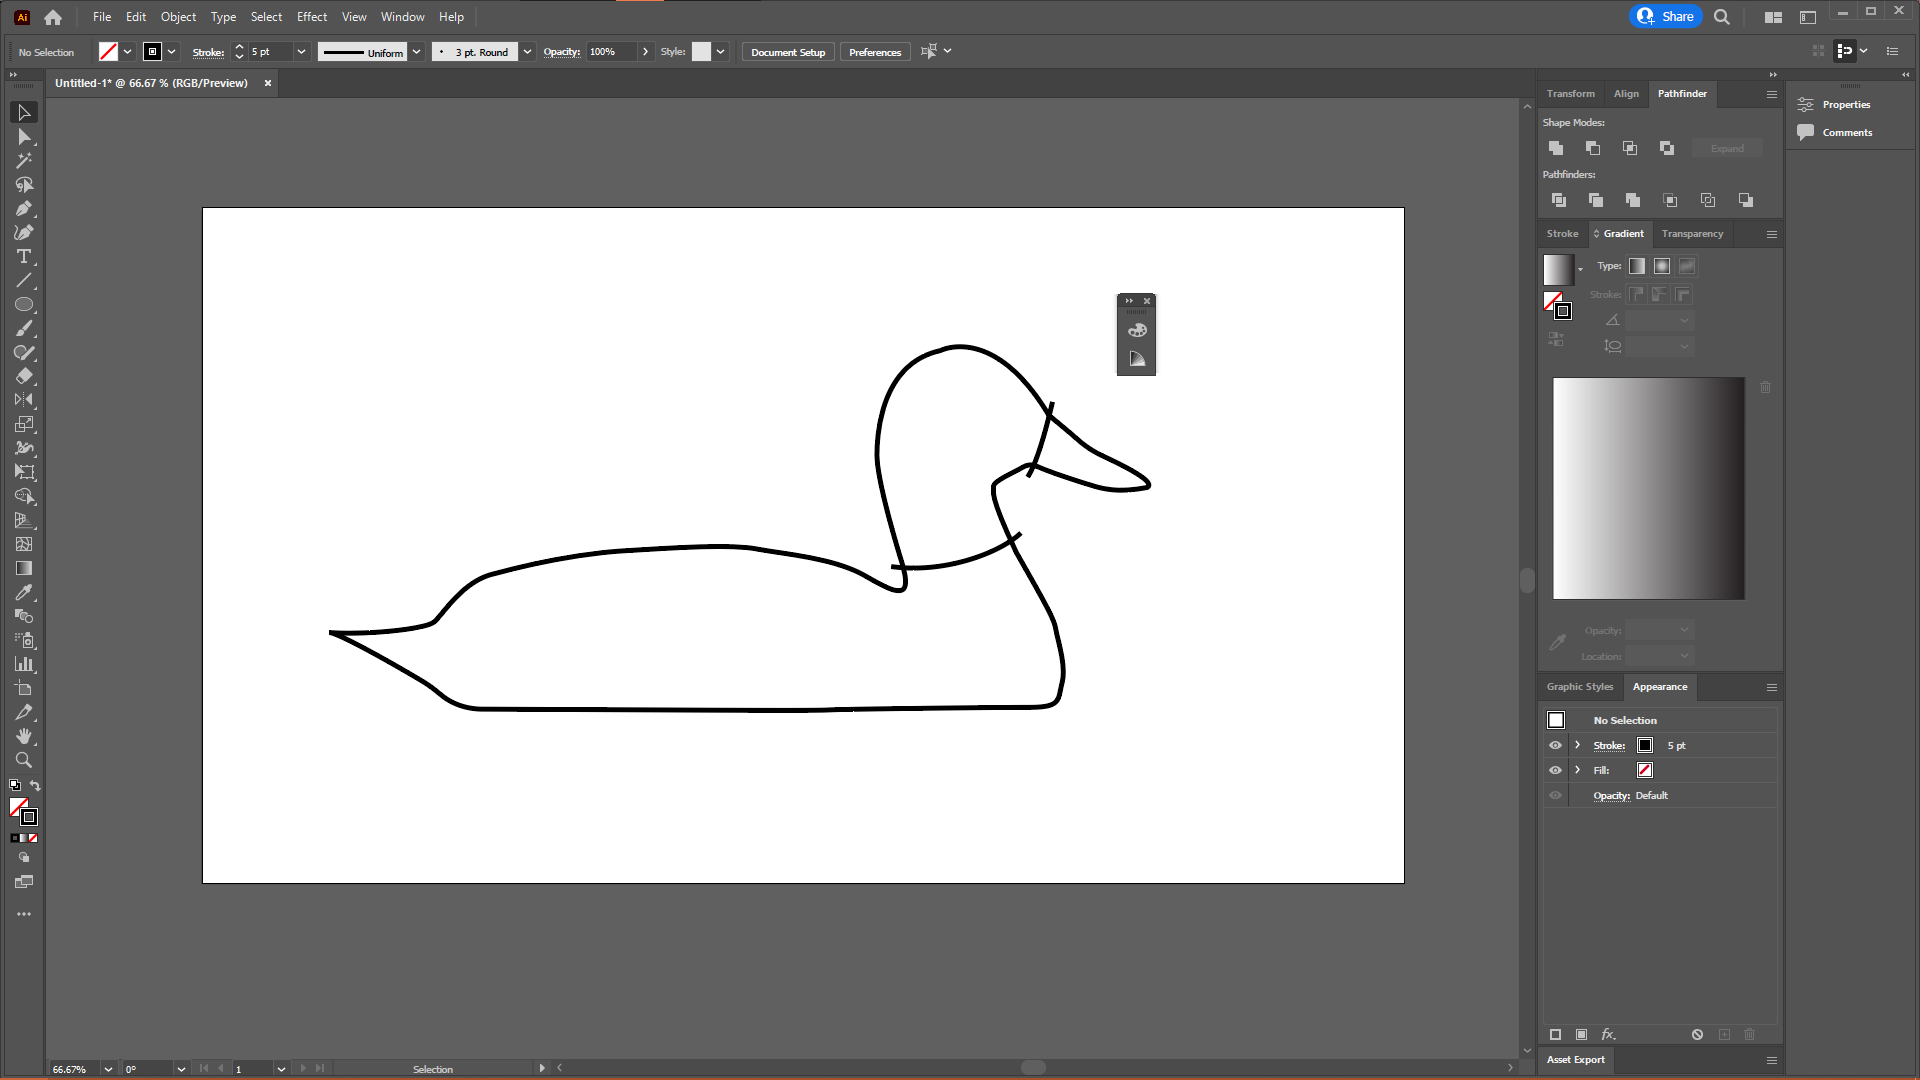 Ai File Edit Object Type Select Effect View Window Help Share
No Selection Stroke: 5 pt Uniform 3 pt. Round Opacity: 100% Style: Document Setup Preferences
Untitled-1* @ 66.67 % (RGB/Preview)
Transform Align Pathfinder
Properties
Shape Modes:
Comments
Expand
Pathfinders:
Stroke Gradient Transparency
Type:
Stroke:
Opacity:
Location:
Graphic Styles Appearance
No Selection
Stroke: 5 pt
Fill:
Opacity: Default
fx.
Asset Export
66.67% 0° 1 Selection